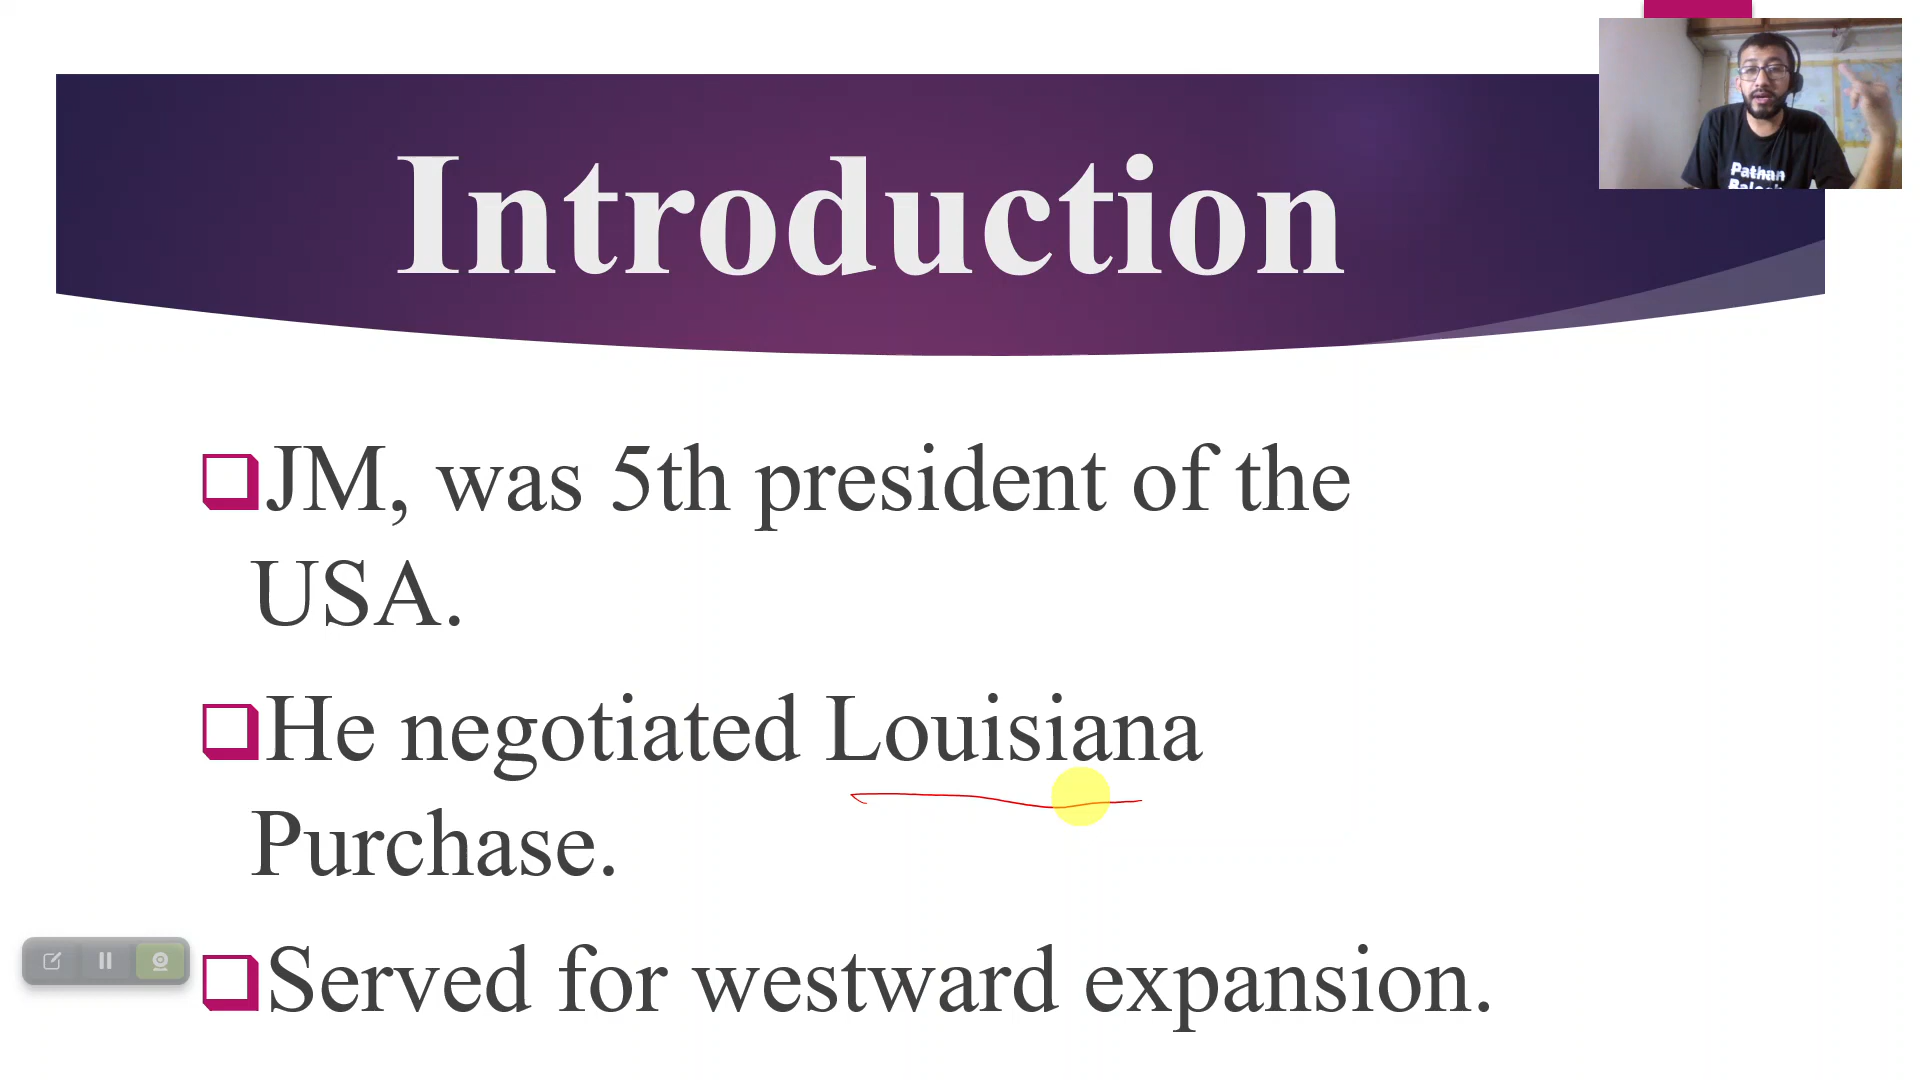 Introduction
JM, was 5th president of the
USA.
He negotiated Louisiana
Purchase.
Served for westward expansion.
Pathan